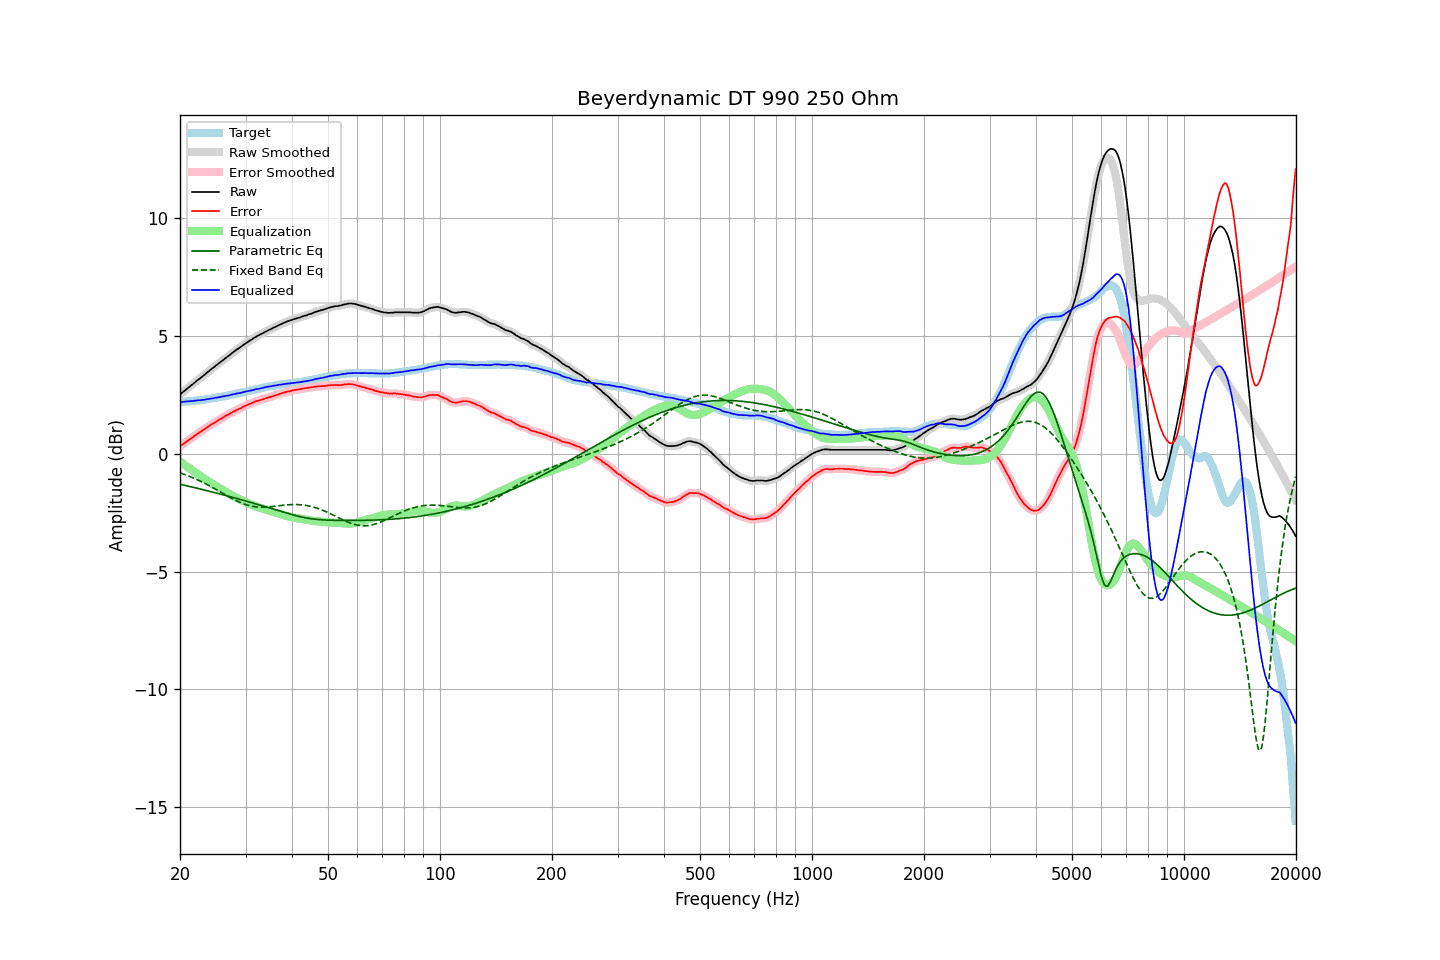 Beyerdynamic DT 990 250 Ohm
Target
Raw Smoothed
Error Smoothed
Raw
Error
Equalization
Parametric Eq
Fixed Band Eq
Equalized
Amplitude (dBr)
10
5
0
−5
−10
−15
20 50 100 200 500 1000 2000 5000 10000 20000
Frequency (Hz)